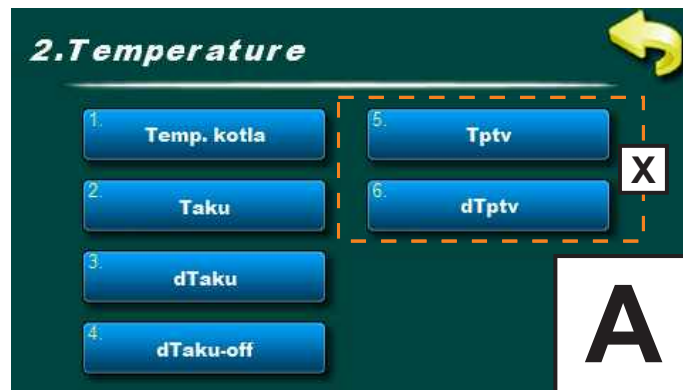 2.Temperature
1. Temp. kotla
2. Taku
3. dTaku
4. dTaku-off
5. Tptv
6. dTptv
X
A